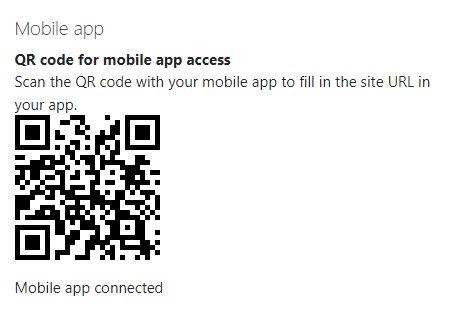 Mobile app
QR code for mobile app access
Scan the QR code with your mobile app to fill in the site URL in
your app.
Mobile app connected